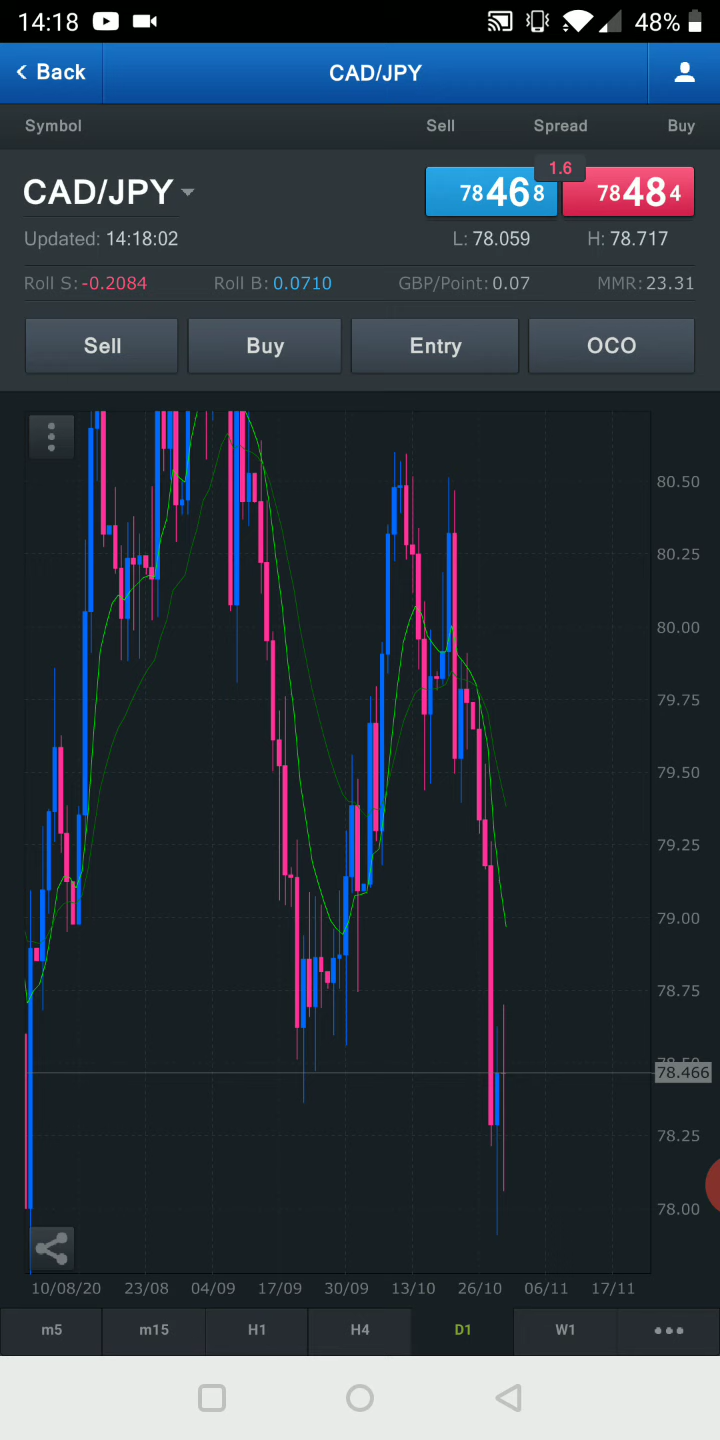 14:18 48%
Back CAD/JPY
Symbol Sell Spread Buy
CAD/JPY 78468 1.6 78484
Updated: 14:18:02 L: 78.059 H: 78.717
Roll S: -0.2084 Roll B: 0.0710 GBP/Point: 0.07 MMR: 23.31
Sell Buy Entry OCO
80.50
80.25
80.00
79.75
79.50
79.25
79.00
78.75
78.50
78.466
78.25
78.00
10/08/20 23/08 04/09 17/09 30/09 13/10 26/10 06/11 17/11
m5 m15 H1 H4 D1 W1